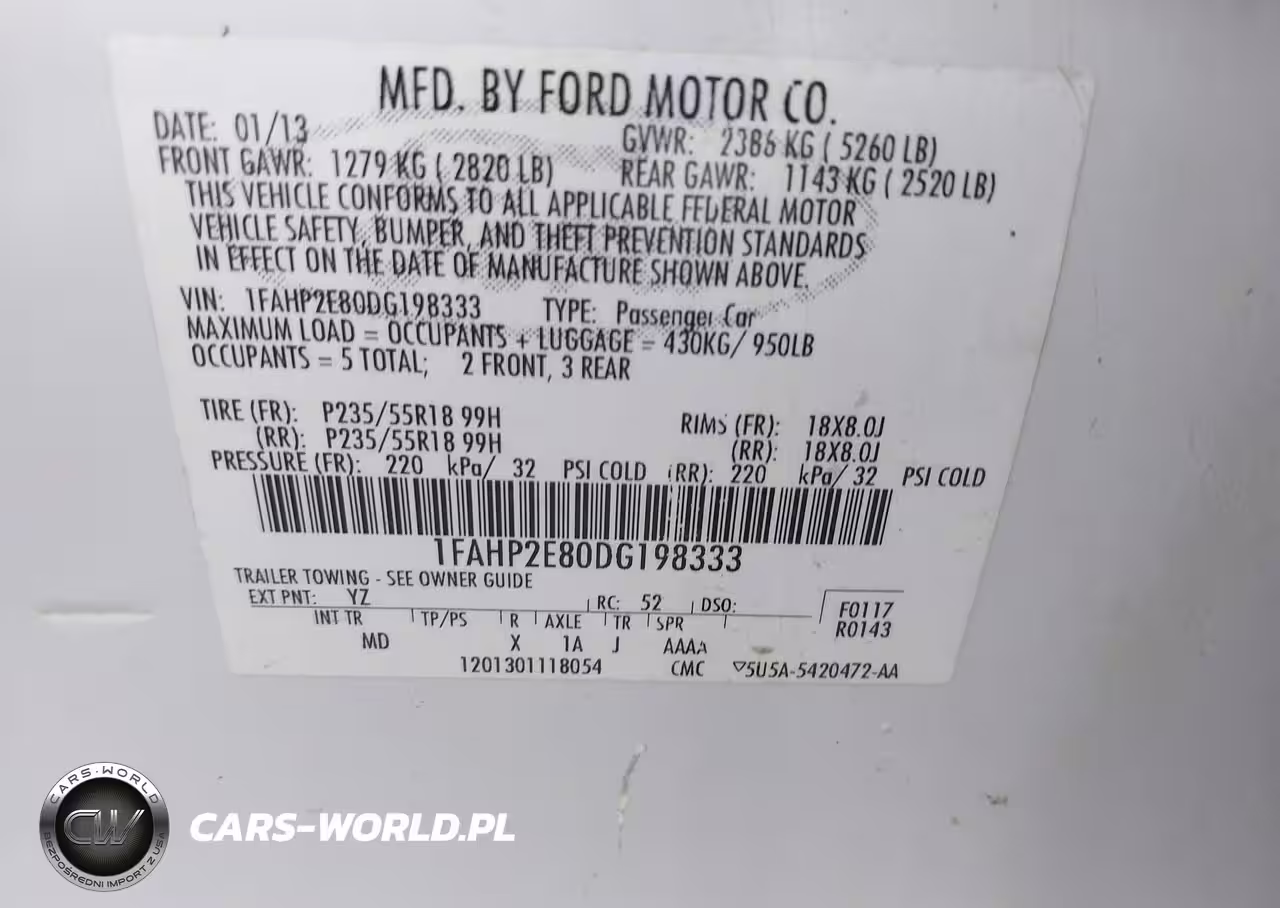 MFD. BY FORD MOTOR CO.
DATE: 01/13
GVWR: 2386 KG ( 5260 LB)
FRONT GAWR: 1279 KG ( 2820 LB)
REAR GAWR: 1143 KG ( 2520 LB)
THIS VEHICLE CONFORMS TO ALL APPLICABLE FEDERAL MOTOR
VEHICLE SAFETY, BUMPER, AND THEFT PREVENTION STANDARDS
IN EFFECT ON THE DATE OF MANUFACTURE SHOWN ABOVE.
VIN: 1FAHP2E80DG198333 TYPE: Passenger Car
MAXIMUM LOAD = OCCUPANTS + LUGGAGE = 430KG/ 950LB
OCCUPANTS = 5 TOTAL; 2 FRONT, 3 REAR
TIRE (FR): P235/55R18 99H RIMS (FR): 18X8.0J
(RR): P235/55R18 99H (RR): 18X8.0J
PRESSURE (FR): 220 kPa/ 32 PSI COLD (RR): 220 kPa/ 32 PSI COLD
1FAHP2E80DG198333
TRAILER TOWING - SEE OWNER GUIDE
EXT PNT: YZ RC: 52 DSO: F0117
INT TR TP/PS R AXLE TR SPR R0143
MD X 1A J AAAA
1201301118054 CMC ▽5U5A-5420472-AA
CARS-WORLD
CW
BEZPOŚREDNI IMPORT Z USA
CARS-WORLD.PL